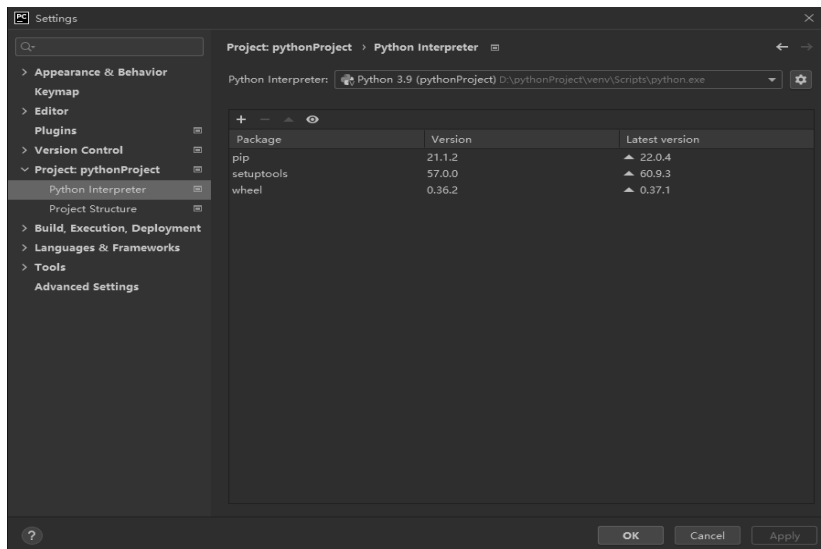 PC Settings
Project: pythonProject > Python Interpreter
> Appearance & Behavior
Keymap
> Editor
Plugins
> Version Control
Project: pythonProject
Python Interpreter
Project Structure
> Build, Execution, Deployment
> Languages & Frameworks
> Tools
Advanced Settings
Python Interpreter: Python 3.9 (pythonProject) D:\pythonProject\venv\Scripts\python.exe
Package Version Latest version
pip 21.1.2 22.0.4
setuptools 57.0.0 60.9.3
wheel 0.36.2 0.37.1
? OK Cancel Apply